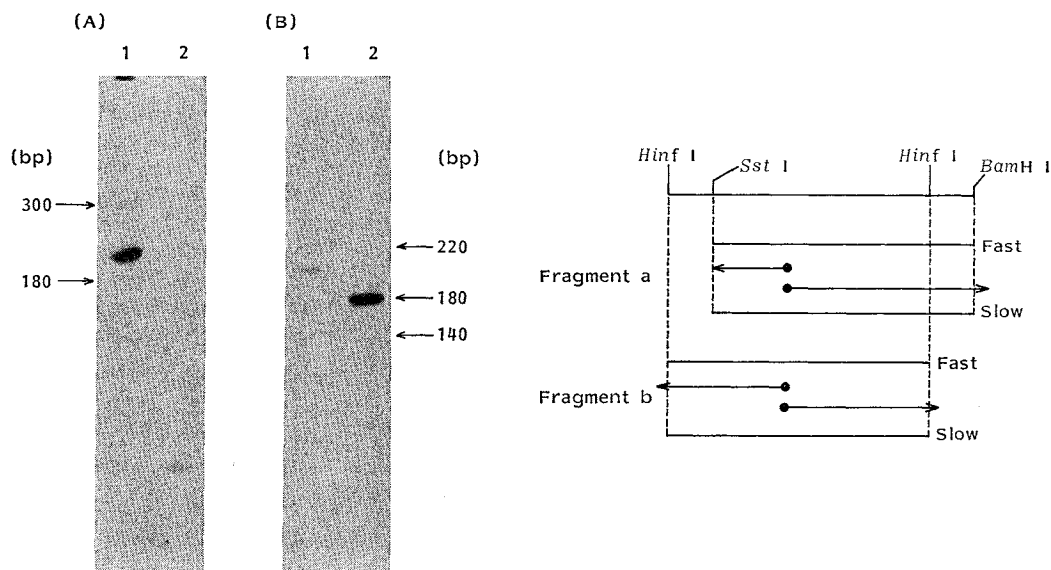 (A) (B)
1 2 1 2
(bp) (bp)
300
180
220
180
140
Hinf I Sst I Hinf I BamH I
Fast
Fragment a
Slow
Fast
Fragment b
Slow